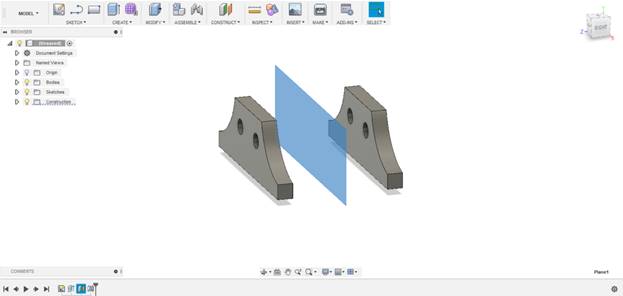 MODEL
SKETCH CREATE MODIFY ASSEMBLE CONSTRUCT INSPECT INSERT MAKE ADD-INS SELECT
BROWSER
(Unsaved)
Document Settings
Named Views
Origin
Bodies
Sketches
Construction
RIGHT
Z
COMMENTS
Plane1